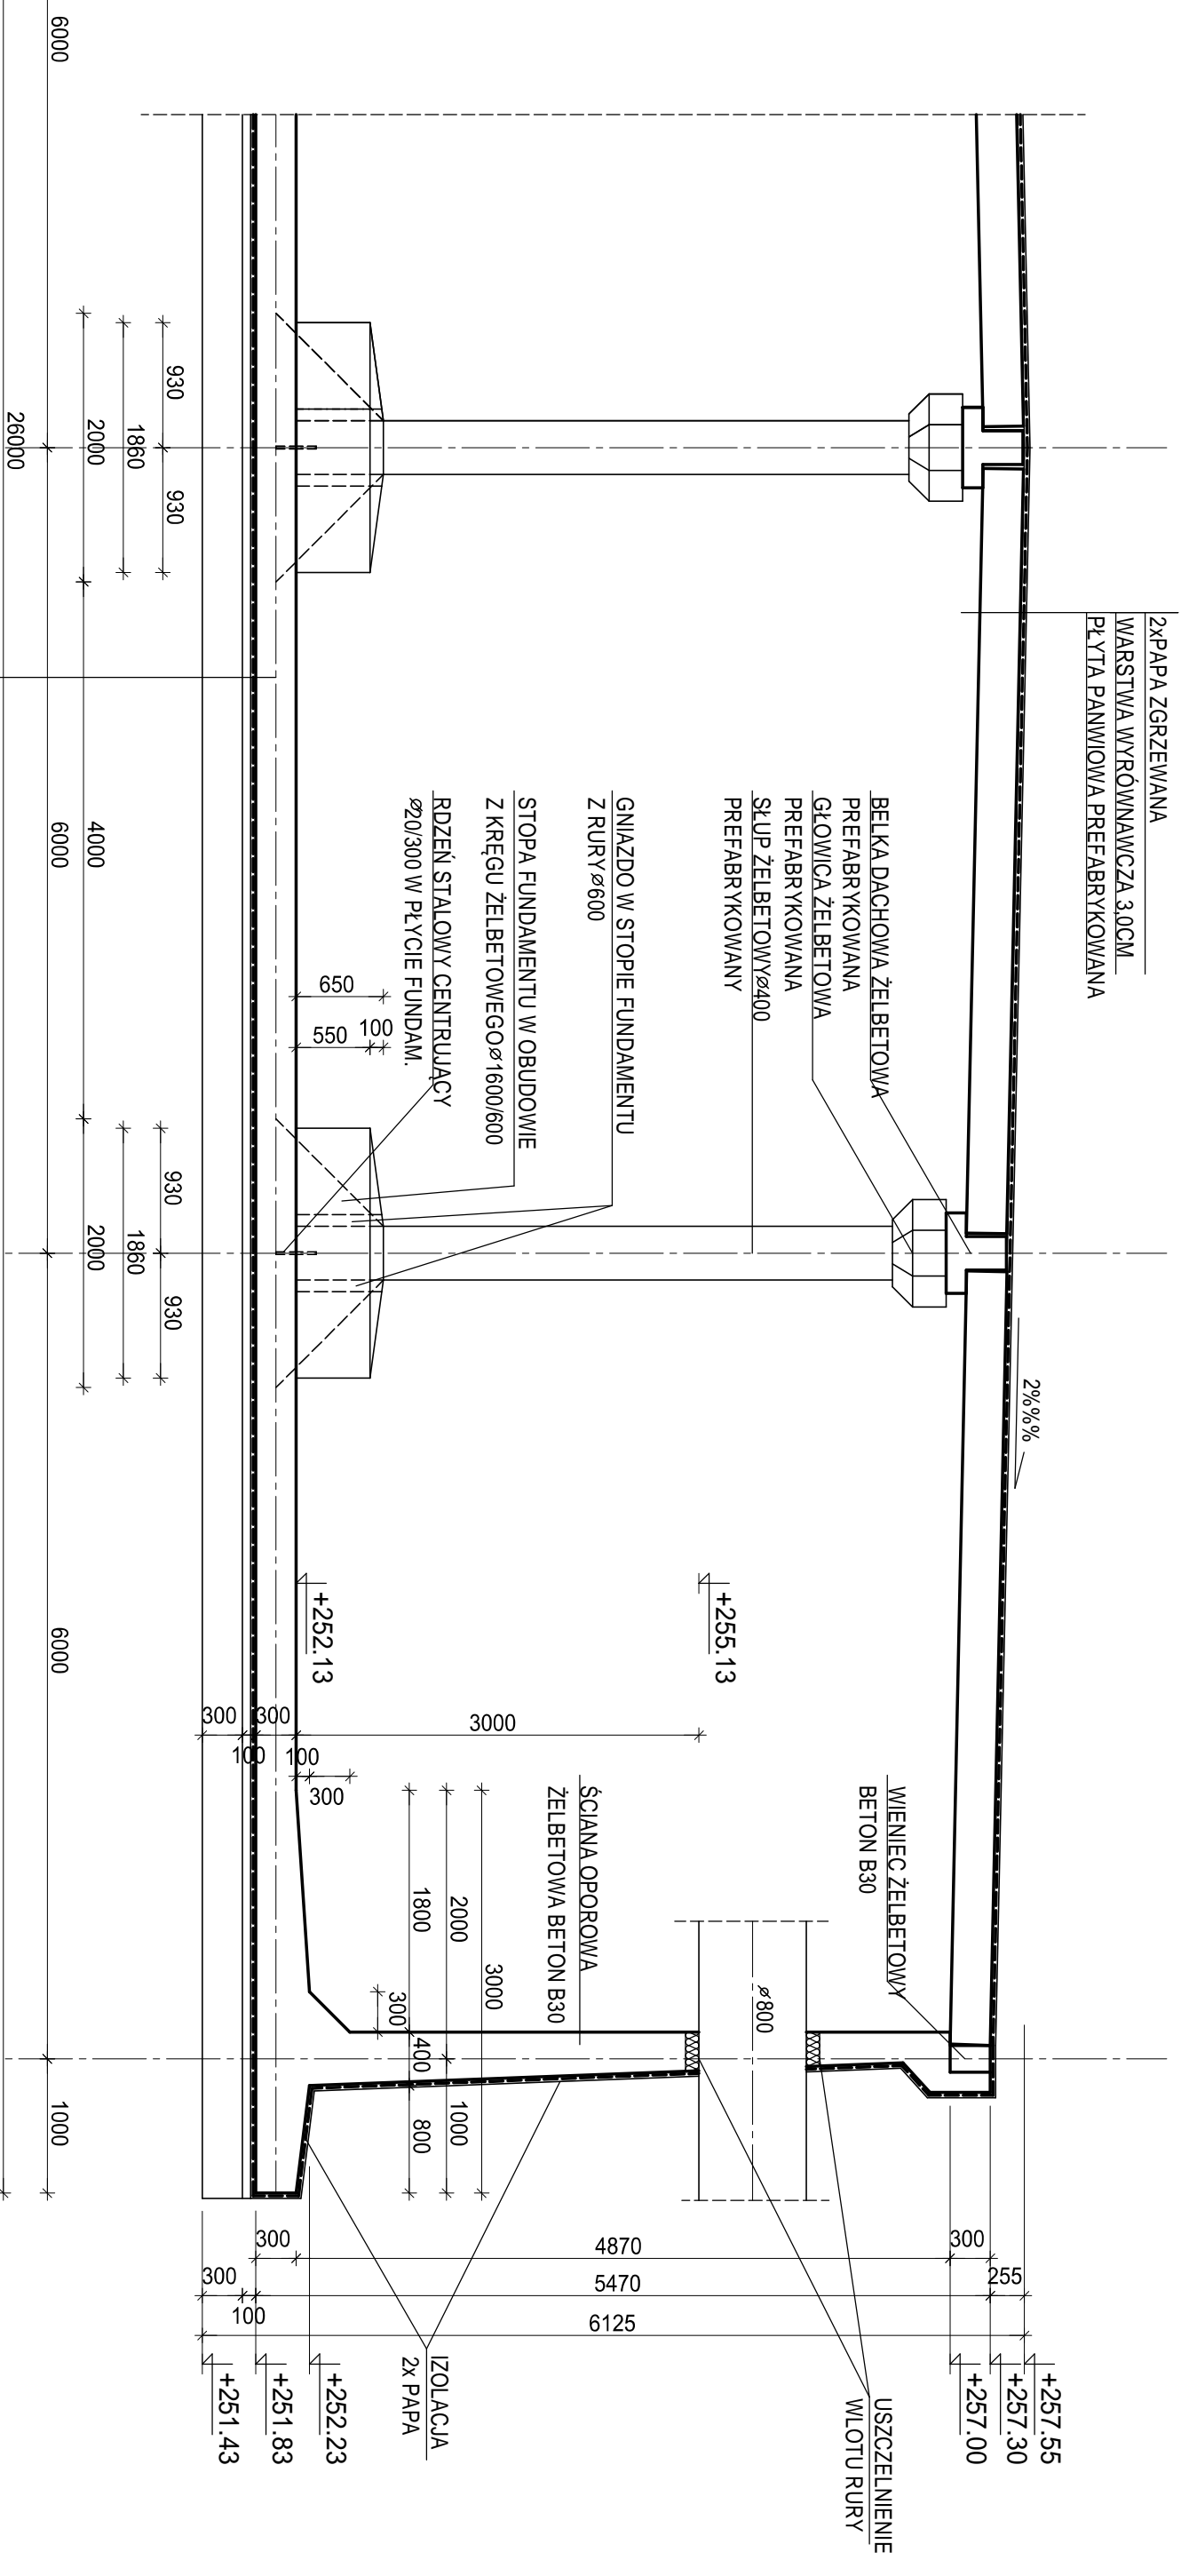 2xPAPA ZGRZEWANA
WARSTWA WYRÓWNAWCZA 3,0CM
PŁYTA PANWIOWA PREFABRYKOWANA
BELKA DACHOWA ŻELBETOWA
PREFABRYKOWANA
GŁOWICA ŻELBETOWA
PREFABRYKOWANA
SŁUP ŻELBETOWY⌀400
PREFABRYKOWANY
GNIAZDO W STOPIE FUNDAMENTU
Z RURY⌀600
STOPA FUNDAMENTU W OBUDOWIE
Z KRĘGU ŻELBETOWEGO⌀1600/600
RDZEŃ STALOWY CENTRUJĄCY
⌀20/300 W PŁYCIE FUNDAM.
2%%%
+255.13
+252.13
WIENIEC ŻELBETOWY
BETON B30
ŚCIANA OPOROWA
ŻELBETOWA BETON B30
⌀800
USZCZELNIENIE
WLOTU RURY
IZOLACJA
2x PAPA
+257.55
+257.30
+257.00
+252.23
+251.83
+251.43
650
550
100
3000
300
100
300
100
300
3000
2000
1000
1800
300
400
800
300
4870
300
300
100
5470
255
6125
930
930
1860
2000
4000
930
930
1860
2000
6000
6000
6000
1000
26000